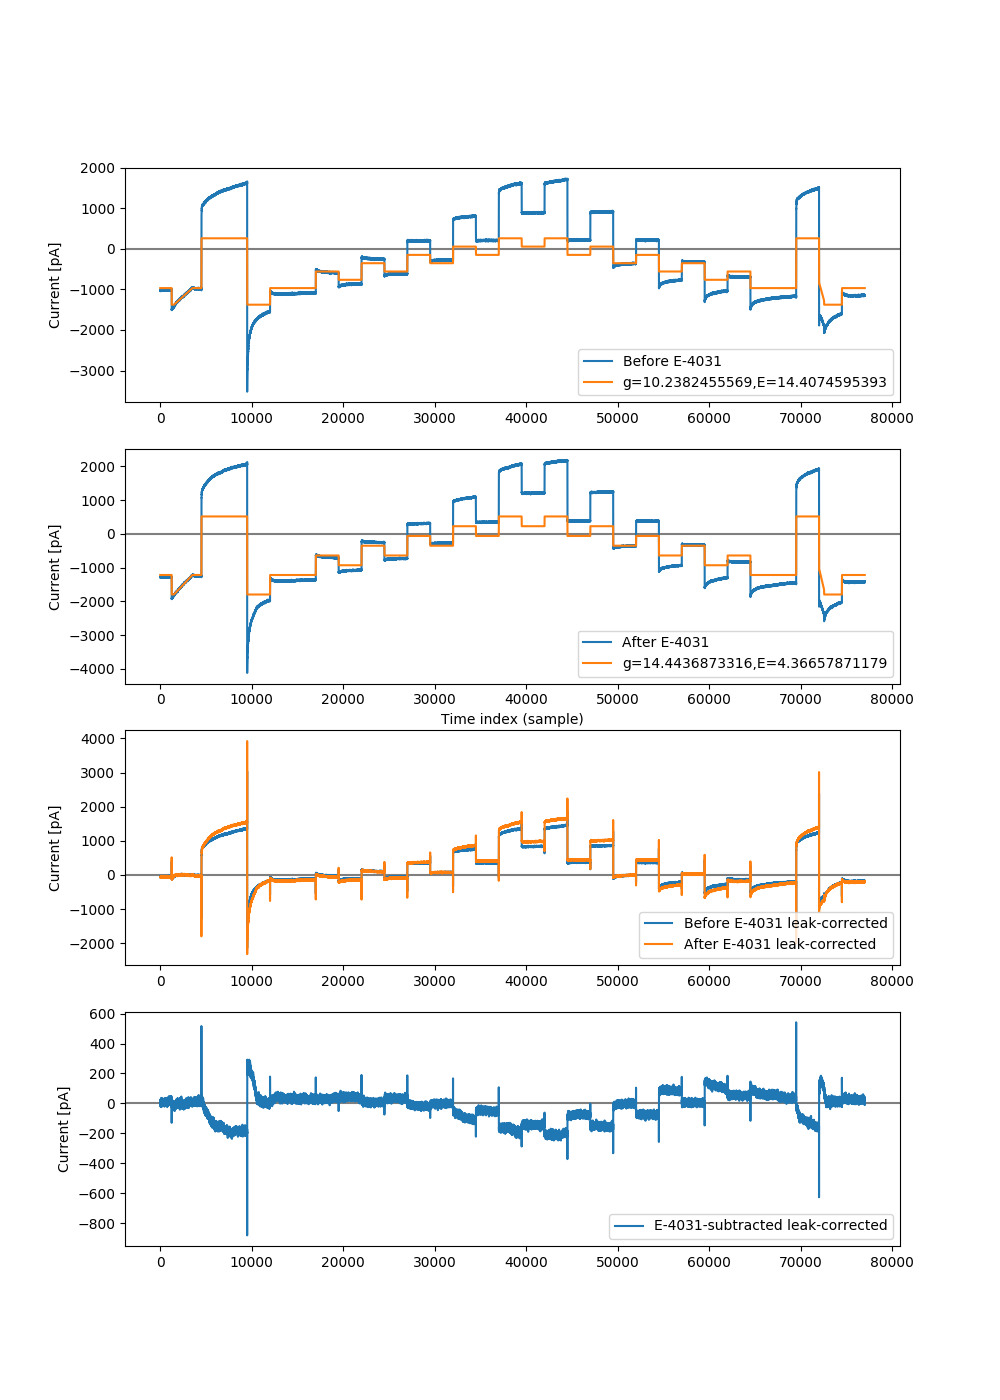 2000
1000
0
−1000
−2000
−3000
Current [pA]
Before E-4031
g=10.2382455569,E=14.4074595393
0 10000 20000 30000 40000 50000 60000 70000 80000
2000
1000
0
−1000
−2000
−3000
−4000
Current [pA]
After E-4031
g=14.4436873316,E=4.36657871179
0 10000 20000 30000 40000 50000 60000 70000 80000
Time index (sample)
4000
3000
2000
1000
0
−1000
−2000
Current [pA]
Before E-4031 leak-corrected
After E-4031 leak-corrected
0 10000 20000 30000 40000 50000 60000 70000 80000
600
400
200
0
−200
−400
−600
−800
Current [pA]
E-4031-subtracted leak-corrected
0 10000 20000 30000 40000 50000 60000 70000 80000